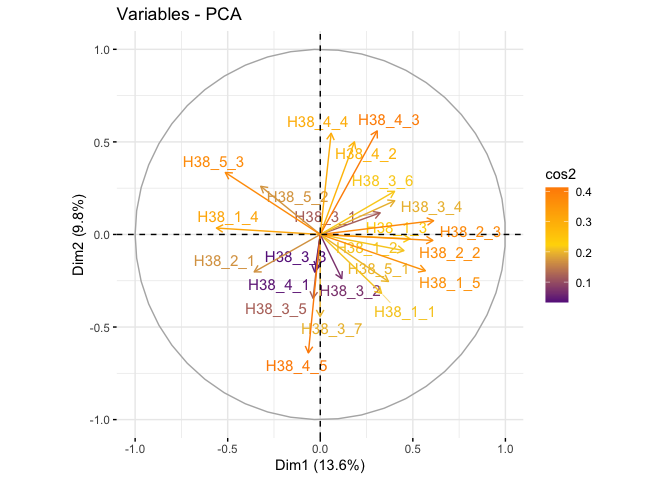 Variables - PCA
1.0
0.5
0.0
-0.5
-1.0
Dim2 (9.8%)
H38_4_4
H38_4_3
H38_4_2
H38_5_3
H38_3_6
H38_5_2
H38_3_4
H38_1_4
H38_3_1
H38_1_3
H38_2_3
H38_1_2
H38_2_2
H38_2_1
H38_3_3
H38_5_1
H38_4_1
H38_3_2
H38_1_5
H38_3_5
H38_1_1
H38_3_7
H38_4_5
-1.0 -0.5 0.0 0.5 1.0
Dim1 (13.6%)
cos2
0.4
0.3
0.2
0.1